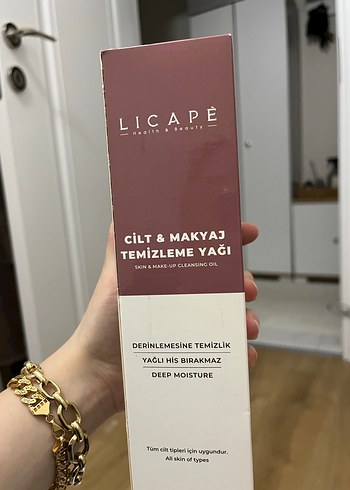 LICAPÈ
Health & Beauty
CİLT & MAKYAJ
TEMİZLEME YAĞI
SKIN & MAKE-UP CLEANSING OIL
DERİNLEMESİNE TEMİZLİK
YAĞLI HİS BIRAKMAZ
DEEP MOISTURE
Tüm cilt tipleri için uygundur.
All skin of types